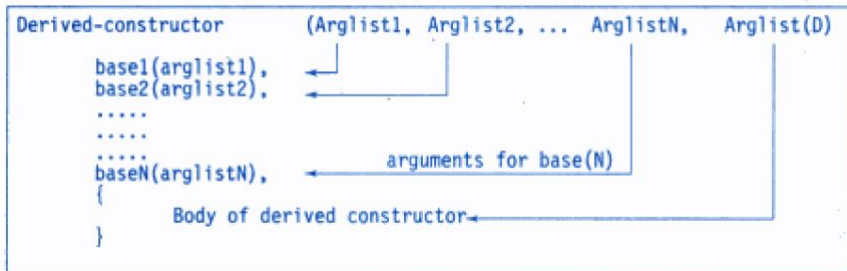 Derived-constructor (Arglist1, Arglist2, ... ArglistN, Arglist(D)
base1(arglist1),
base2(arglist2),
.....
.....
.....
baseN(arglistN), arguments for base(N)
{
Body of derived constructor
}